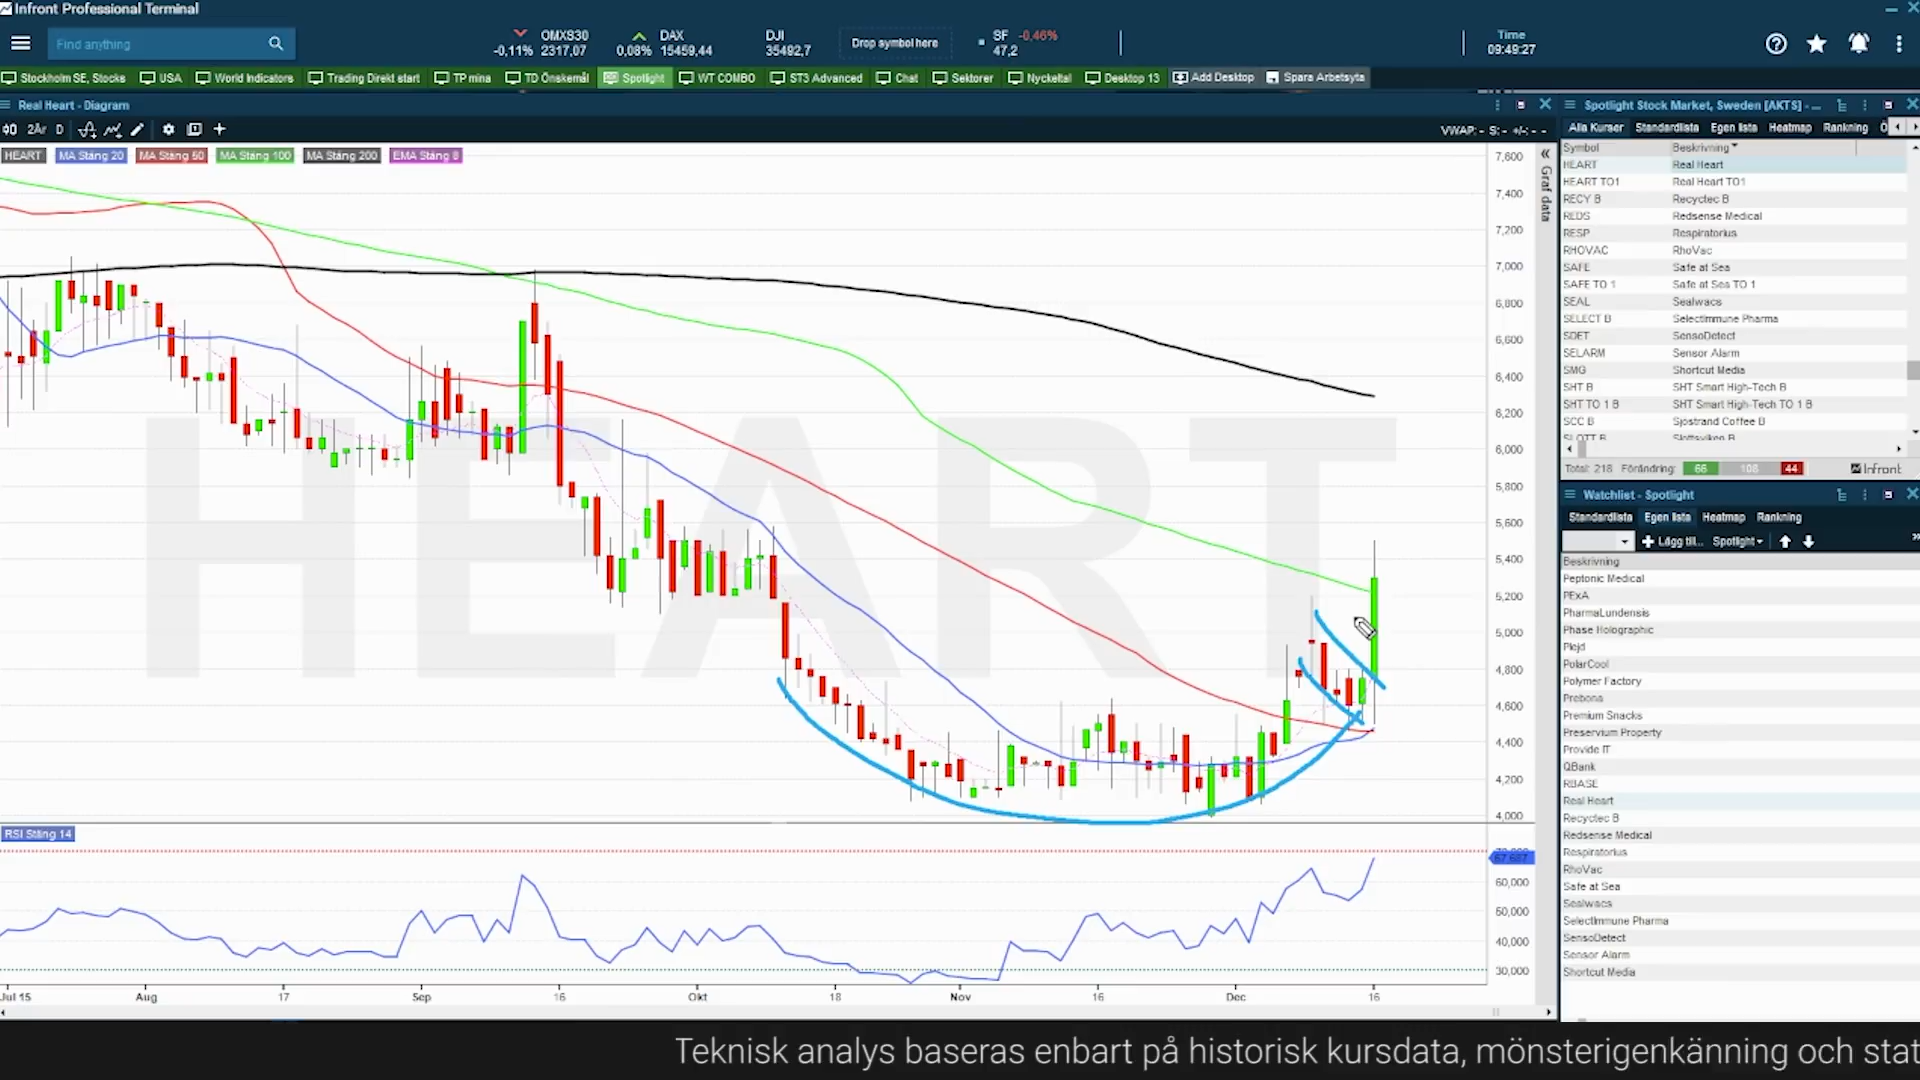 Infront Professional Terminal
Find anything
OMXS30
-0,11% 2317,07
DAX
0,08% 15459,44
DJI
35492,7
Drop symbol here
SF -0,46%
47,2
Time
09:49:27
Stockholm SE, Stocks USA World Indicators Trading Direkt start TP mina TD Önskemål Spotlight WT COMBO ST3 Advanced Chat Sektorer Nyckeltal Desktop 13 Add Desktop Spara Arbetsyta
Real Heart - Diagram
2År D
VWAP: - S: - +/-: - -
HEART MA Stäng 20 MA Stäng 50 MA Stäng 100 MA Stäng 200 EMA Stäng 8
HEART
7,600
7,400
7,200
7,000
6,800
6,600
6,400
6,200
6,000
5,800
5,600
5,400
5,200
5,000
4,800
4,600
4,400
4,200
4,000
Graf data
RSI Stäng 14
60,000
50,000
40,000
30,000
Jul 15 Aug 17 Sep 16 Okt 18 Nov 16 Dec 16
Spotlight Stock Market, Sweden [AKTS] - ...
Alla Kurser Standardlista Egen lista Heatmap Rankning
Symbol Beskrivning
HEART Real Heart
HEART TO1 Real Heart TO1
RECY B Recyctec B
REDS Redsense Medical
RESP Respiratorius
RHOVAC RhoVac
SAFE Safe at Sea
SAFE TO 1 Safe at Sea TO 1
SEAL Sealwacs
SELECT B SelectImmune Pharma
SDET SensoDetect
SELARM Sensor Alarm
SMG Shortcut Media
SHT B SHT Smart High-Tech B
SHT TO 1 B SHT Smart High-Tech TO 1 B
SCC B Sjöstrand Coffee B
Total: 218 Förändring: 66 108 44 Infront
Watchlist - Spotlight
Standardlista Egen lista Heatmap Rankning
Lägg till... Spotlight
Beskrivning
Peptonic Medical
PExA
PharmaLundensis
Phase Holographic
Plejd
PolarCool
Polymer Factory
Prebona
Premium Snacks
Preservium Property
Provide IT
QBank
RBASE
Real Heart
Recyctec B
Redsense Medical
Respiratorius
RhoVac
Safe at Sea
Sealwacs
SelectImmune Pharma
SensoDetect
Sensor Alarm
Shortcut Media
Teknisk analys baseras enbart på historisk kursdata, mönsterigenkänning och stat